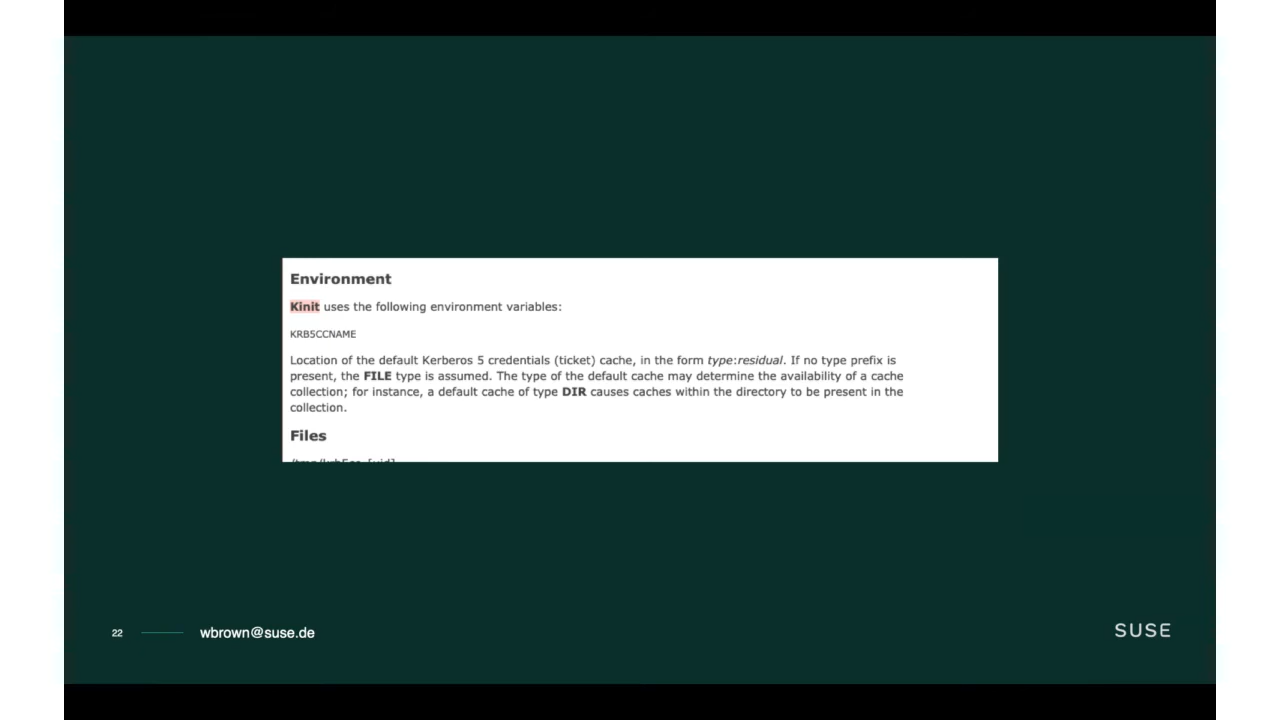 Environment
Kinit uses the following environment variables:
KRB5CCNAME
Location of the default Kerberos 5 credentials (ticket) cache, in the form type:residual. If no type prefix is
present, the FILE type is assumed. The type of the default cache may determine the availability of a cache
collection; for instance, a default cache of type DIR causes caches within the directory to be present in the
collection.
Files
22
wbrown@suse.de
SUSE